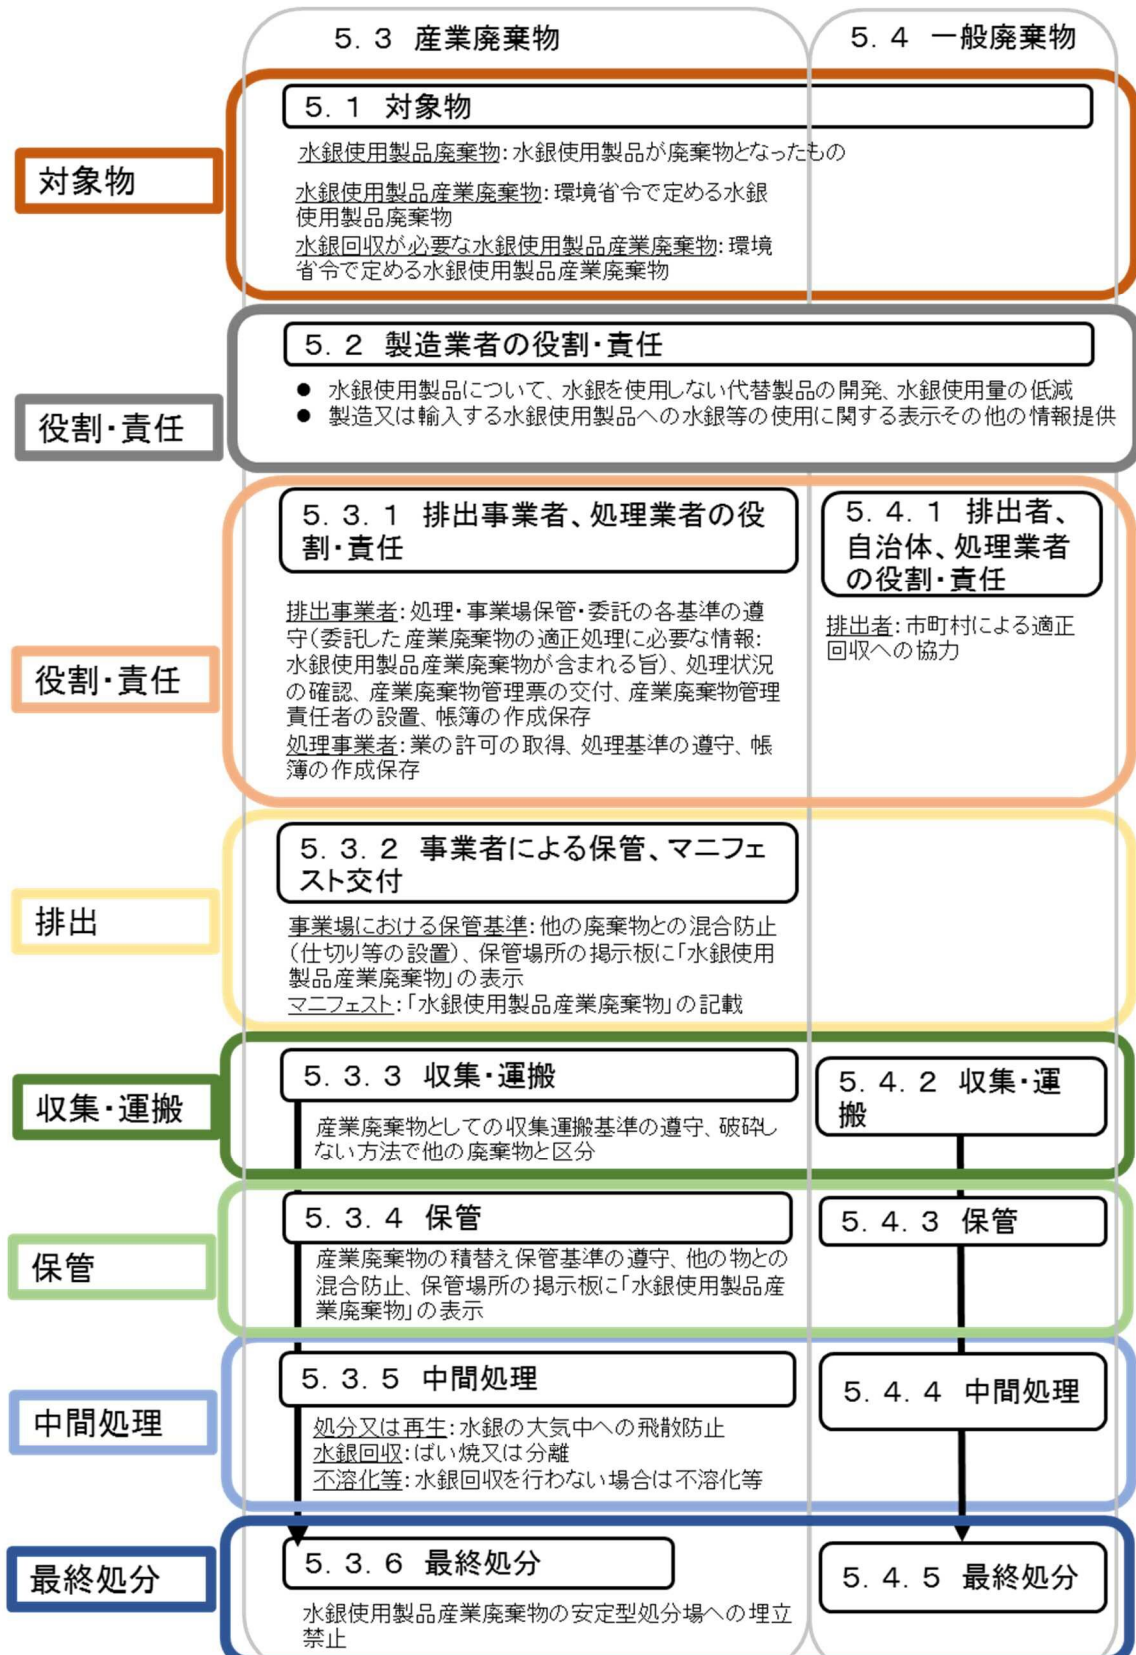 5.3 産業廃棄物
5.4 一般廃棄物
対象物
5.1 対象物
水銀使用製品廃棄物:水銀使用製品が廃棄物となったもの
水銀使用製品産業廃棄物:環境省令で定める水銀
使用製品廃棄物
水銀回収が必要な水銀使用製品産業廃棄物:環境
省令で定める水銀使用製品産業廃棄物
役割・責任
5.2 製造業者の役割・責任
● 水銀使用製品について、水銀を使用しない代替製品の開発、水銀使用量の低減
● 製造又は輸入する水銀使用製品への水銀等の使用に関する表示その他の情報提供
役割・責任
5.3.1 排出事業者、処理業者の役
割・責任
排出事業者:処理・事業場保管・委託の各基準の遵
守(委託した産業廃棄物の適正処理に必要な情報:
水銀使用製品産業廃棄物が含まれる旨)、処理状況
の確認、産業廃棄物管理票の交付、産業廃棄物管理
責任者の設置、帳簿の作成保存
処理事業者:業の許可の取得、処理基準の遵守、帳
簿の作成保存
5.4.1 排出者、
自治体、処理業者
の役割・責任
排出者:市町村による適正
回収への協力
排出
5.3.2 事業者による保管、マニフェ
スト交付
事業場における保管基準:他の廃棄物との混合防止
(仕切り等の設置)、保管場所の掲示板に「水銀使用
製品産業廃棄物」の表示
マニフェスト:「水銀使用製品産業廃棄物」の記載
収集・運搬
5.3.3 収集・運搬
産業廃棄物としての収集運搬基準の遵守、破砕し
ない方法で他の廃棄物と区分
5.4.2 収集・運
搬
保管
5.3.4 保管
産業廃棄物の積替え保管基準の遵守、他の物との
混合防止、保管場所の掲示板に「水銀使用製品産
業廃棄物」の表示
5.4.3 保管
中間処理
5.3.5 中間処理
処分又は再生:水銀の大気中への飛散防止
水銀回収:ばい焼又は分離
不溶化等:水銀回収を行わない場合は不溶化等
5.4.4 中間処理
最終処分
5.3.6 最終処分
水銀使用製品産業廃棄物の安定型処分場への埋立
禁止
5.4.5 最終処分